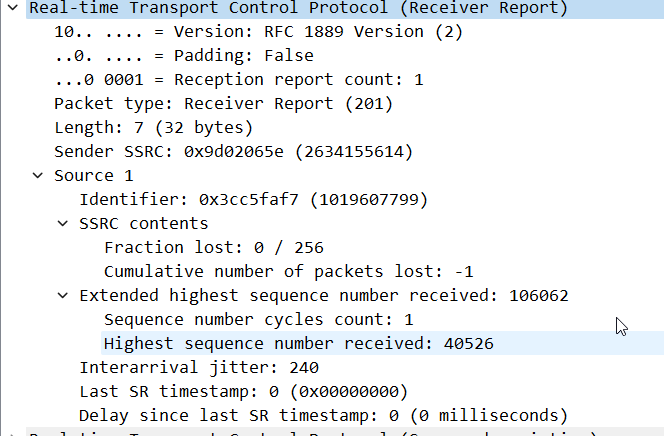 Real-time Transport Control Protocol (Receiver Report)
10.. .... = Version: RFC 1889 Version (2)
..0. .... = Padding: False
...0 0001 = Reception report count: 1
Packet type: Receiver Report (201)
Length: 7 (32 bytes)
Sender SSRC: 0x9d02065e (2634155614)
Source 1
Identifier: 0x3cc5faf7 (1019607799)
SSRC contents
Fraction lost: 0 / 256
Cumulative number of packets lost: -1
Extended highest sequence number received: 106062
Sequence number cycles count: 1
Highest sequence number received: 40526
Interarrival jitter: 240
Last SR timestamp: 0 (0x00000000)
Delay since last SR timestamp: 0 (0 milliseconds)